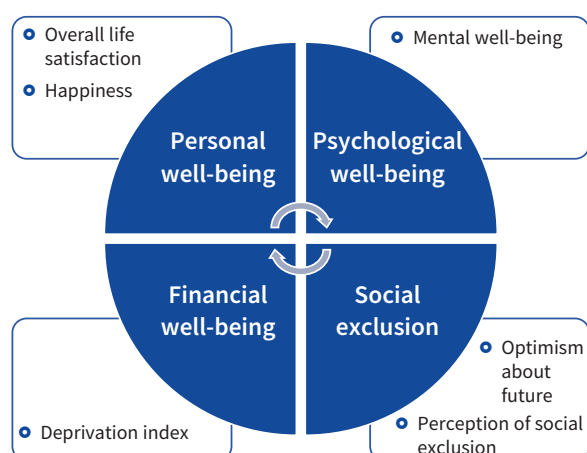 Overall life
satisfaction
Happiness
Mental well-being
Personal
well-being
Psychological
well-being
Financial
well-being
Social
exclusion
Deprivation index
Optimism
about
future
Perception of social
exclusion